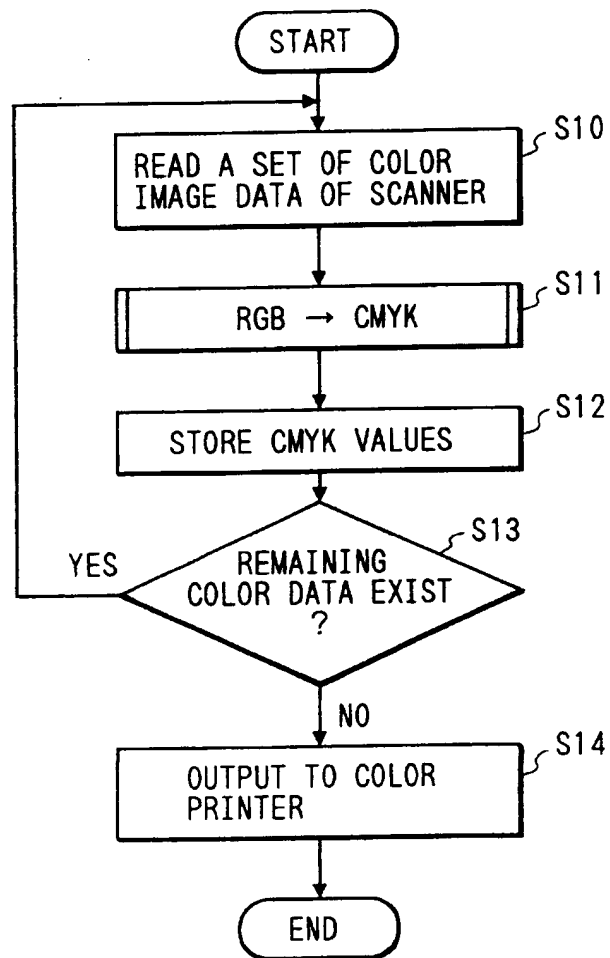 START
S10
READ A SET OF COLOR
IMAGE DATA OF SCANNER
S11
RGB → CMYK
S12
STORE CMYK VALUES
S13
YES
REMAINING
COLOR DATA EXIST
?
NO
S14
OUTPUT TO COLOR
PRINTER
END